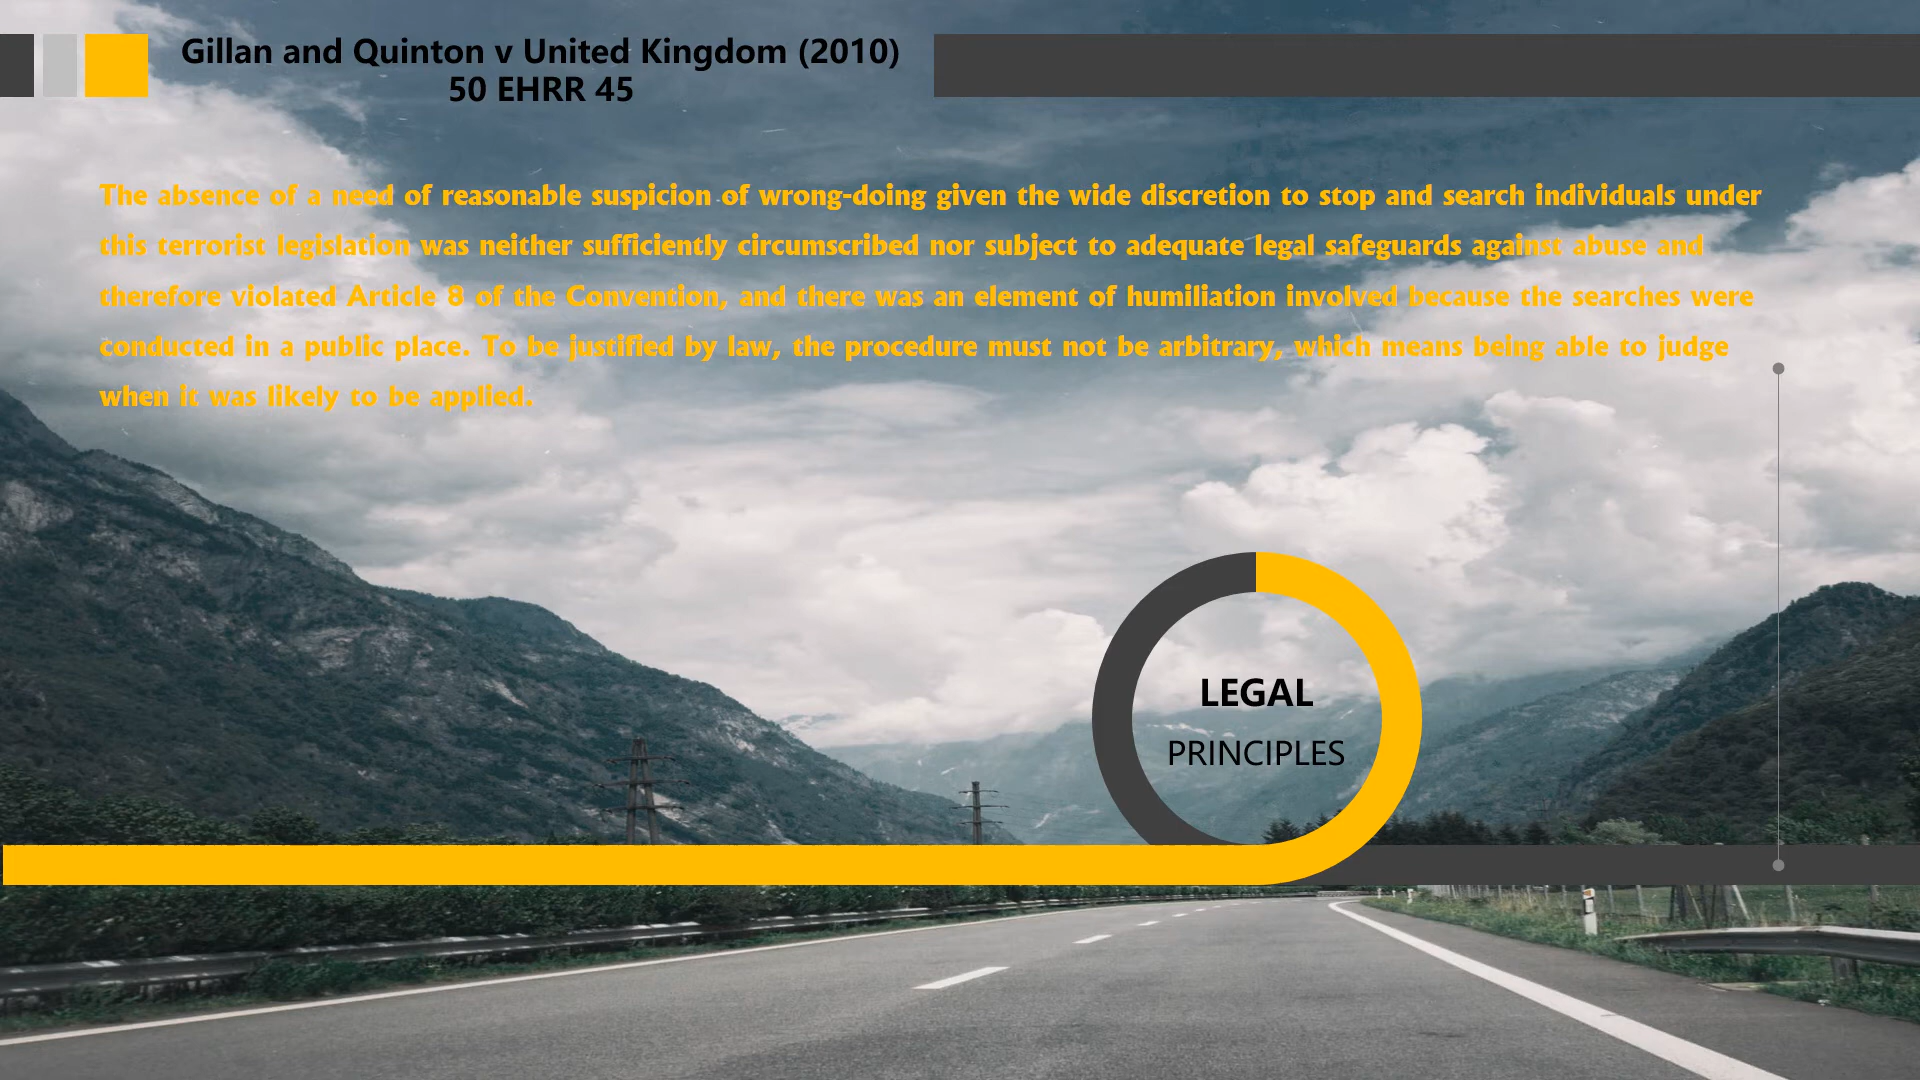 Gillan and Quinton v United Kingdom (2010)
50 EHRR 45
The absence of a need of reasonable suspicion of wrong-doing given the wide discretion to stop and search individuals under
this terrorist legislation was neither sufficiently circumscribed nor subject to adequate legal safeguards against abuse and
therefore violated Article 8 of the Convention, and there was an element of humiliation involved because the searches were
conducted in a public place. To be justified by law, the procedure must not be arbitrary, which means being able to judge
when it was likely to be applied.
LEGAL
PRINCIPLES